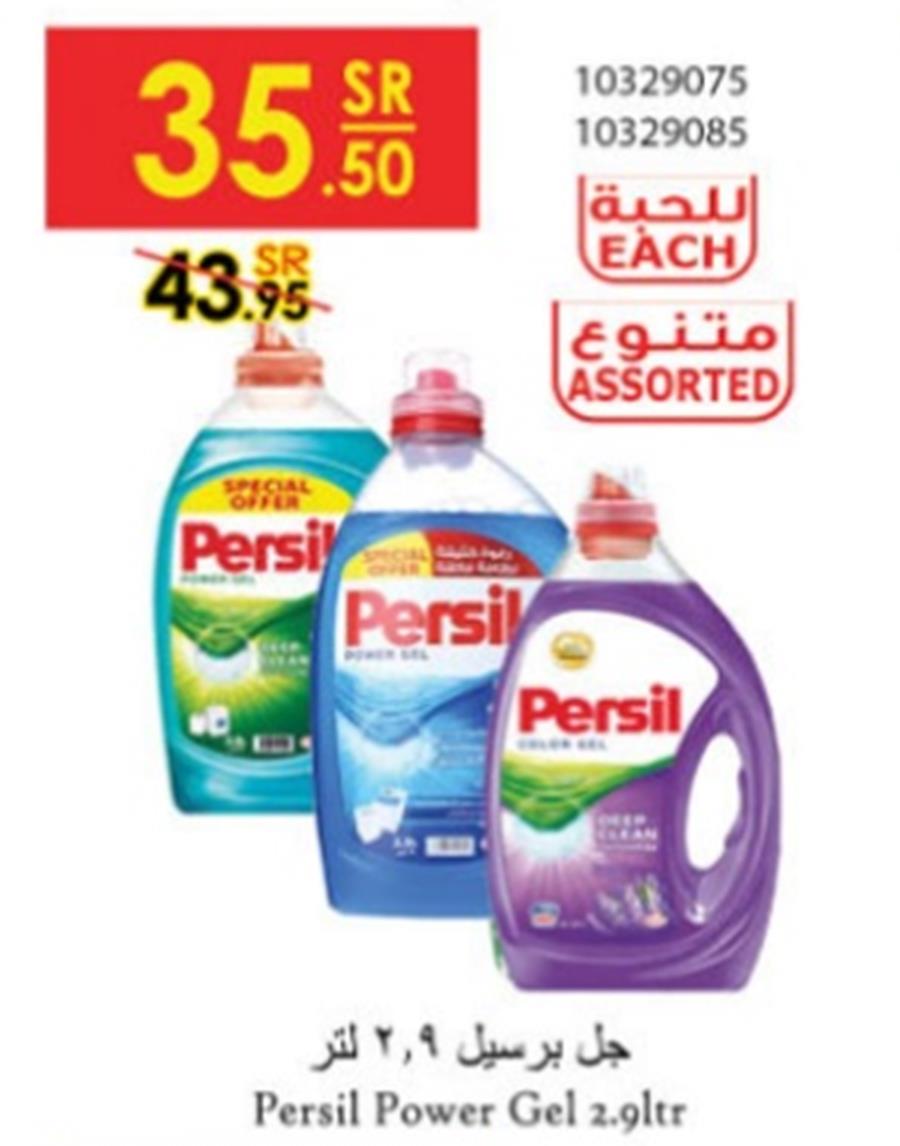 35 SR
.50
10329075
10329085
للحبة
EACH
43 SR
.95
متنوع
ASSORTED
SPECIAL
OFFER
Persil
POWER GEL
DEEP
CLEAN
SPECIAL
OFFER
Persil
POWER GEL
Persil
COLOR GEL
DEEP
CLEAN
جل برسيل ٢,٩ لتر
Persil Power Gel 2.9ltr